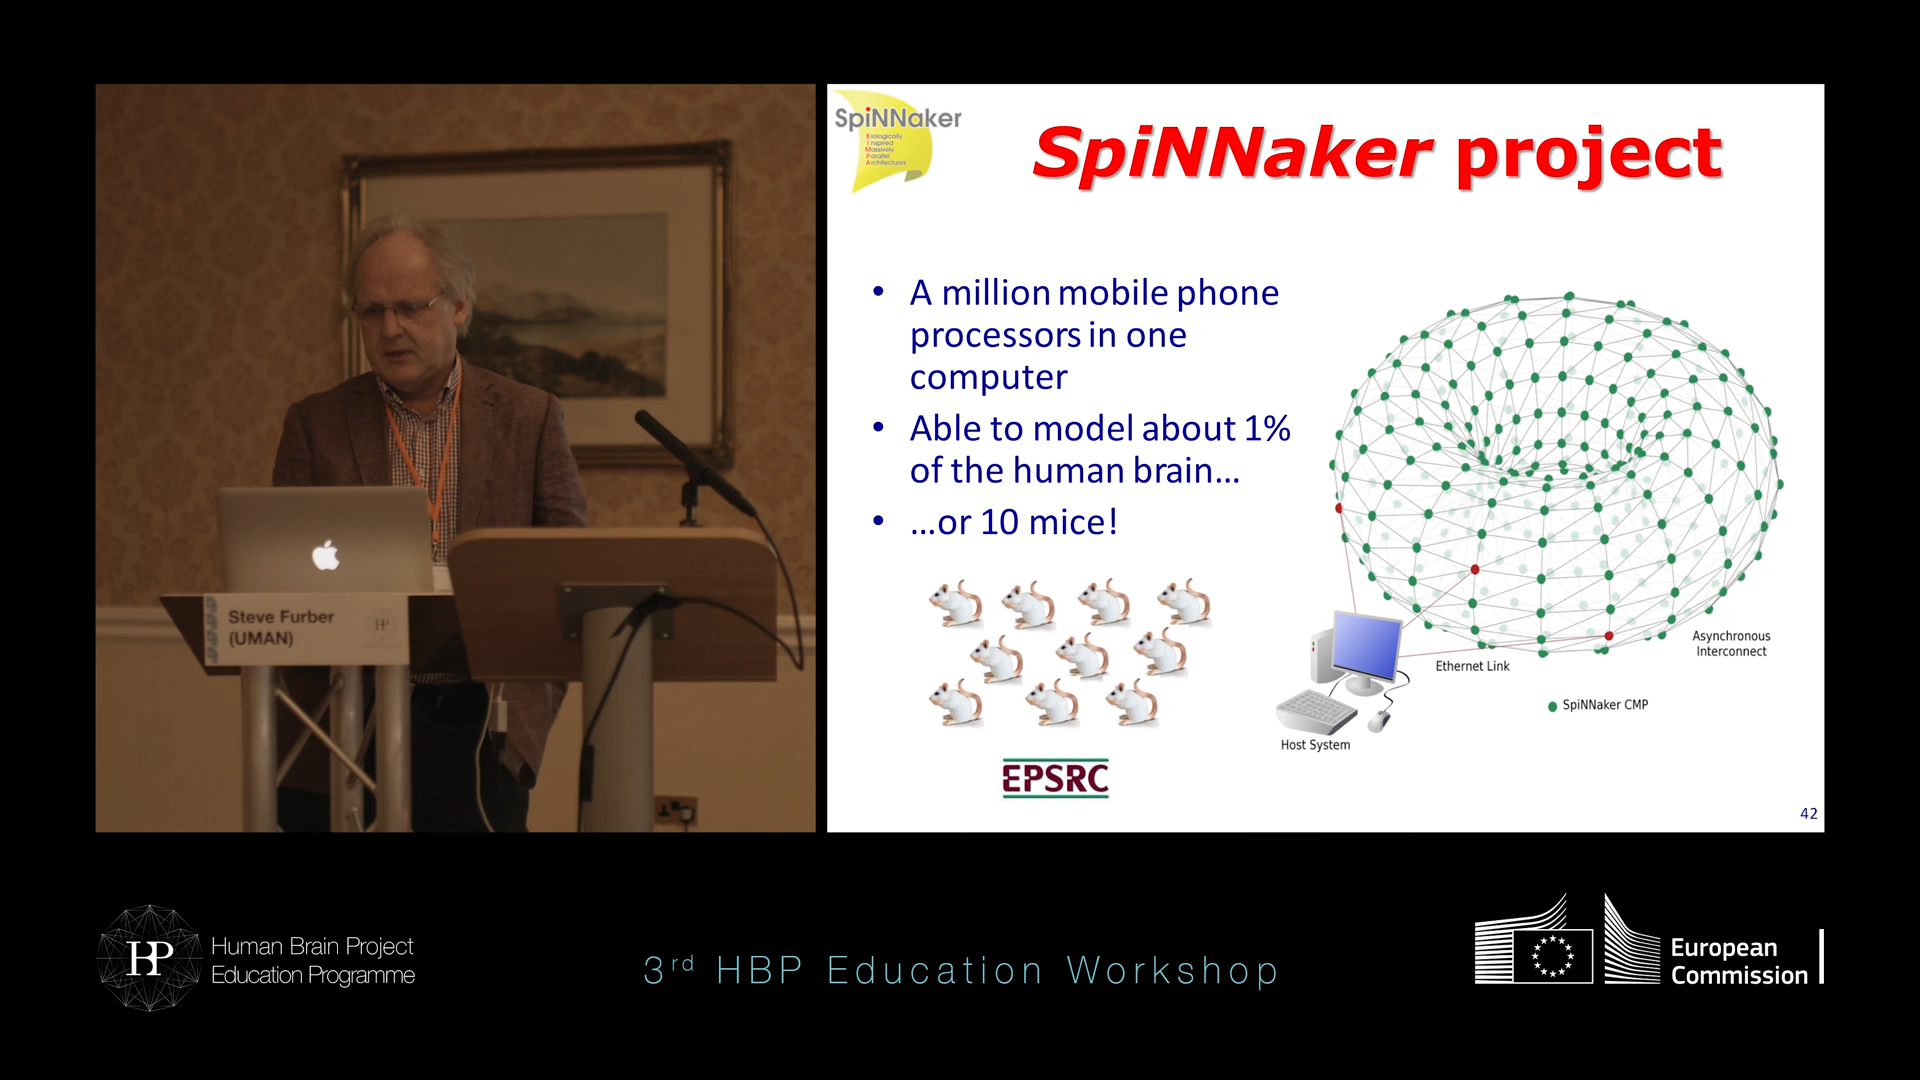 SpiNNaker
Biologically
Inspired
Massively
Parallel
Architectures
SpiNNaker project
• A million mobile phone
processors in one
computer
• Able to model about 1%
of the human brain...
• ...or 10 mice!
Asynchronous
Interconnect
Ethernet Link
SpiNNaker CMP
Host System
EPSRC
42
Steve Furber
(UMAN)
HP
HBP
Human Brain Project
Education Programme
3rd HBP Education Workshop
European
Commission